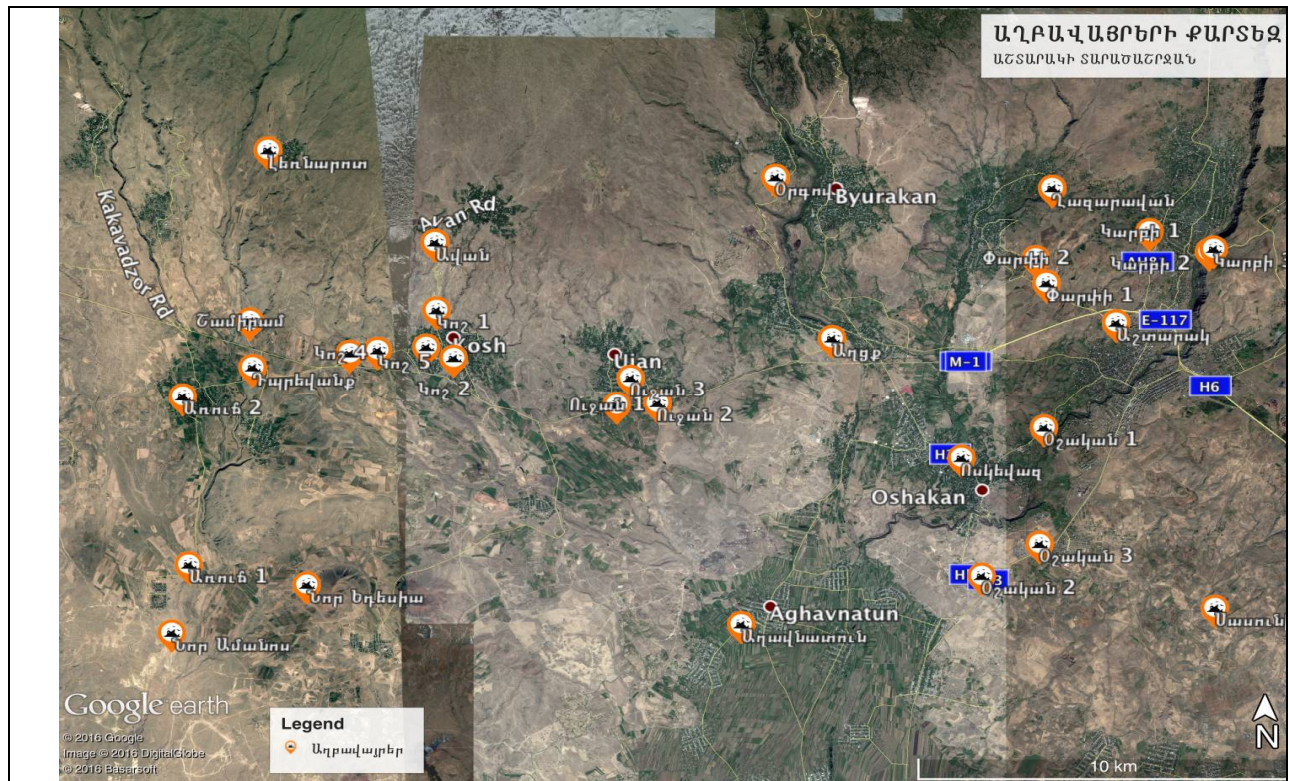 ԱՂԲԱՎԱՅՐԵՐԻ ՔԱՐՏԵԶ
ԱՇՏԱՐԱԿԻ ՏԱՐԱԾԱՇՐՋԱՆ
Լեռնարոտ
Kakavadzor Rd
Avan Rd
Ավան
Օրգով
Byurakan
Ղազարավան
Կարբի 1
Կարբի 2
Կարբի 3
Փարպի 2
Փարպի 1
E-117
Աշտարակ
Շամիրամ
Կոշ 1
Kosh
Կոշ 4
Կոշ 5
Կոշ 2
Ujan
Ուջան 3
Ուջան 1
Ուջան 2
Աղցք
M-1
H6
Դպրեվանք
Արուճ 2
Օշական 1
Ոսկեվազ
Oshakan
Օշական 3
Օշական 2
Արուճ 1
Նոր Եդեսիա
Նոր Ամանոս
Aghavnatun
Աղավնատուն
Սասուն
Google earth
© 2016 Google
Image © 2016 DigitalGlobe
© 2016 Basarsoft
Legend
Աղբավայրեր
N
10 km